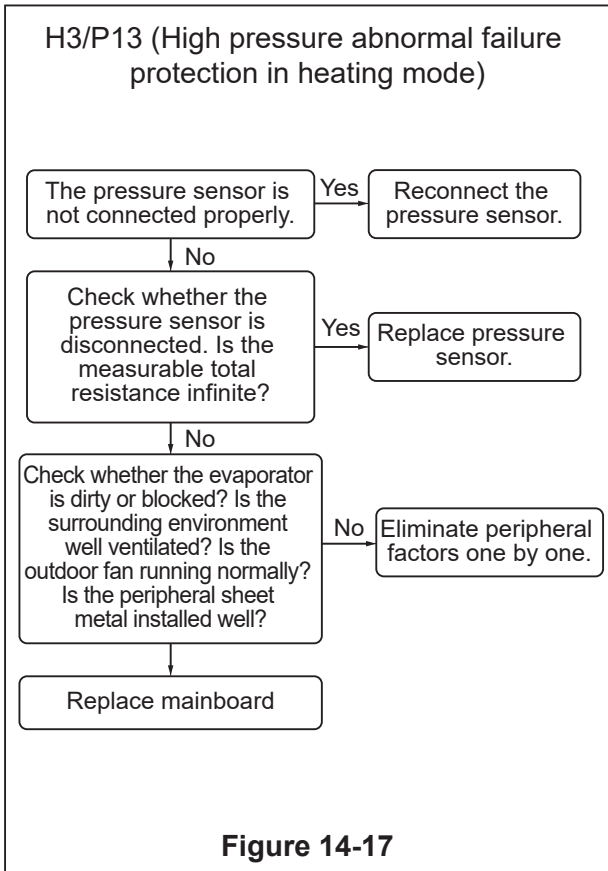 H3/P13 (High pressure abnormal failure
protection in heating mode)
The pressure sensor is
not connected properly.
Yes
Reconnect the
pressure sensor.
No
Check whether the
pressure sensor is
disconnected. Is the
measurable total
resistance infinite?
Yes
Replace pressure
sensor.
No
Check whether the evaporator
is dirty or blocked? Is the
surrounding environment
well ventilated? Is the
outdoor fan running normally?
Is the peripheral sheet
metal installed well?
No
Eliminate peripheral
factors one by one.
Replace mainboard
Figure 14-17